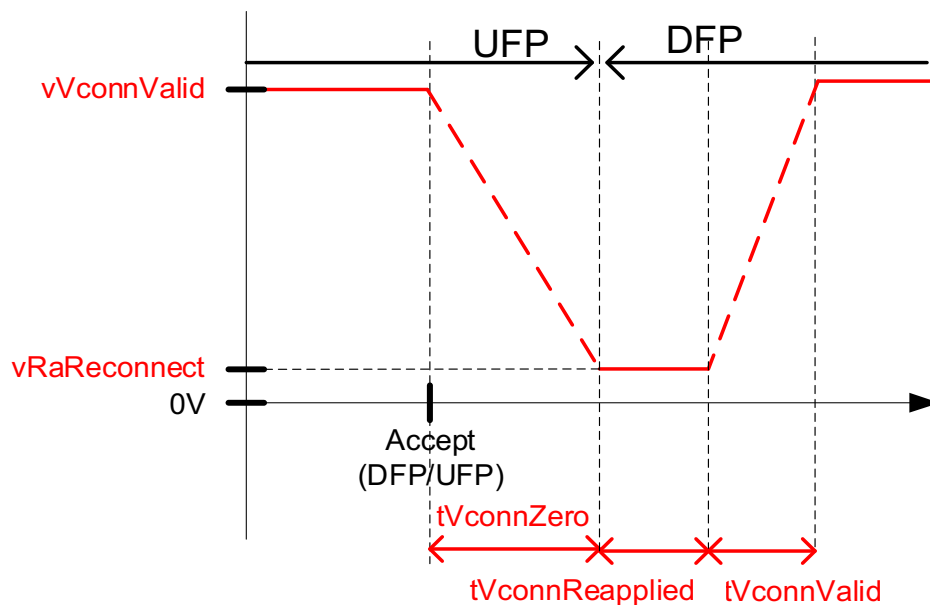 UFP
DFP
vVconnValid
vRaReconnect
0V
Accept
(DFP/UFP)
tVconnZero
tVconnReapplied
tVconnValid